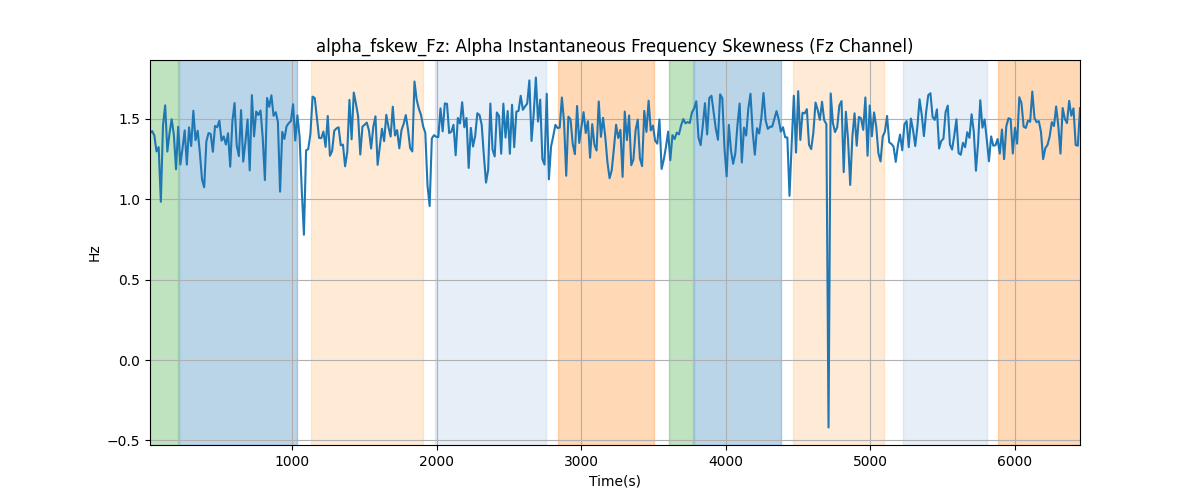 alpha_fskew_Fz: Alpha Instantaneous Frequency Skewness (Fz Channel)
1.5
1.0
0.5
0.0
−0.5
Hz
1000 2000 3000 4000 5000 6000
Time(s)